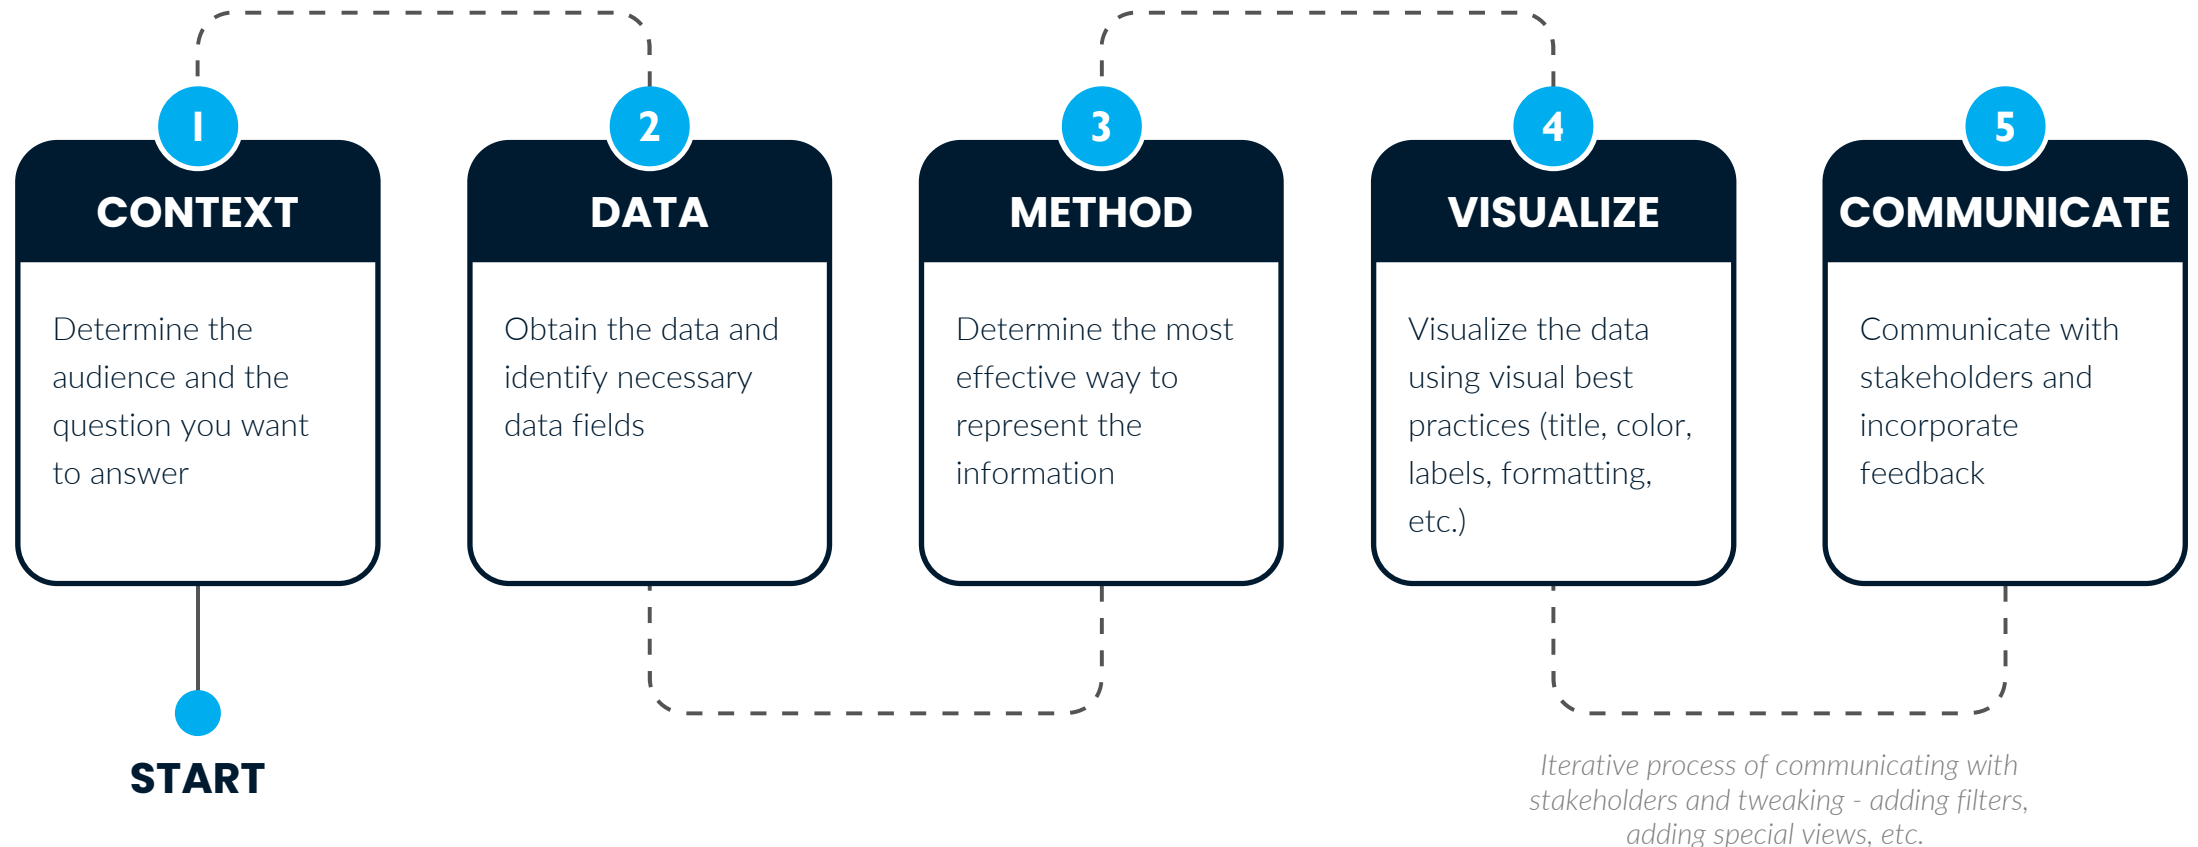 1
CONTEXT
Determine the
audience and the
question you want
to answer
START
2
DATA
Obtain the data and
identify necessary
data fields
3
METHOD
Determine the most
effective way to
represent the
information
4
VISUALIZE
Visualize the data
using visual best
practices (title, color,
labels, formatting,
etc.)
5
COMMUNICATE
Communicate with
stakeholders and
incorporate
feedback
Iterative process of communicating with
stakeholders and tweaking - adding filters,
adding special views, etc.